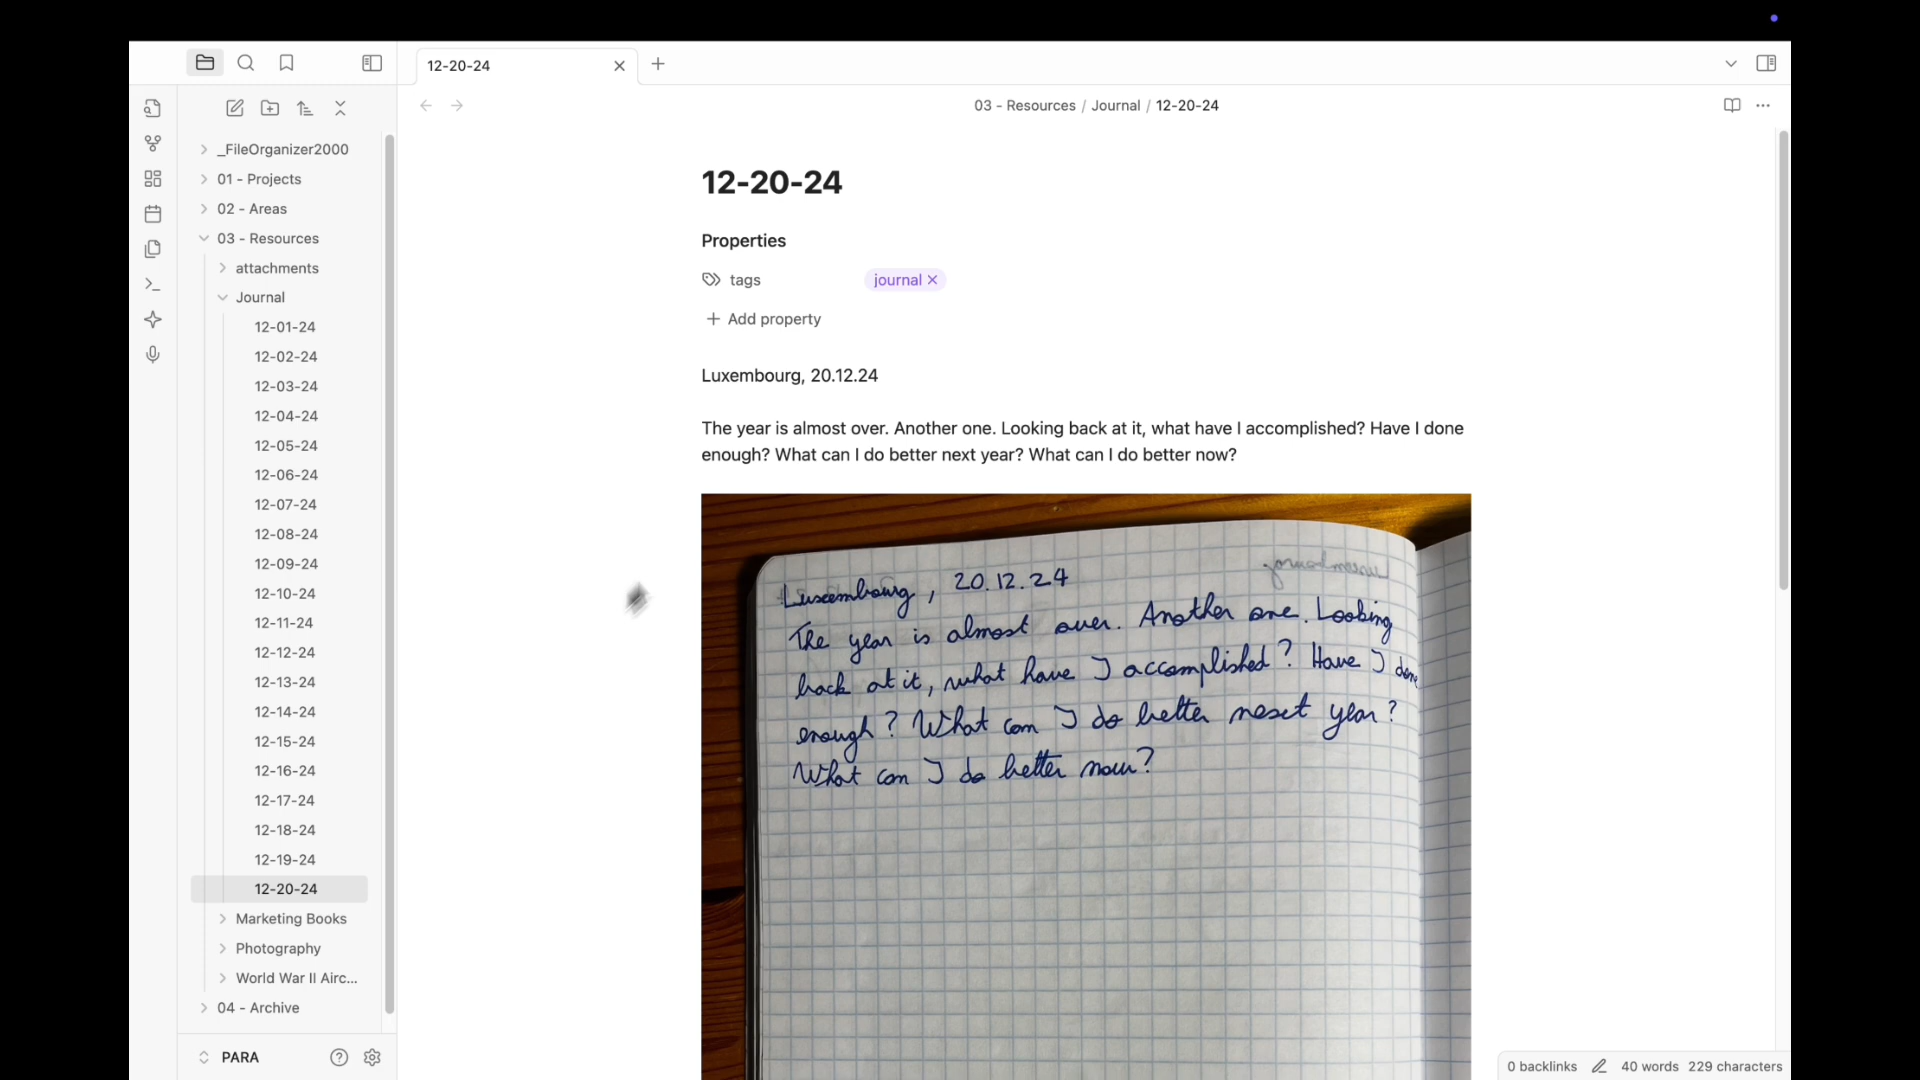 12-20-24
03 - Resources / Journal / 12-20-24
_FileOrganizer2000
01 - Projects
02 - Areas
03 - Resources
attachments
Journal
12-01-24
12-02-24
12-03-24
12-04-24
12-05-24
12-06-24
12-07-24
12-08-24
12-09-24
12-10-24
12-11-24
12-12-24
12-13-24
12-14-24
12-15-24
12-16-24
12-17-24
12-18-24
12-19-24
12-20-24
Marketing Books
Photography
World War II Airc...
04 - Archive
PARA
12-20-24
Properties
tags
journal
Add property
Luxembourg, 20.12.24
The year is almost over. Another one. Looking back at it, what have I accomplished? Have I done
enough? What can I do better next year? What can I do better now?
Luxembourg, 20.12.24
The year is almost over. Another one. Looking
back at it, what have I accomplished? Have I done
enough? What can I do better next year?
What can I do better now?
0 backlinks
40 words
229 characters